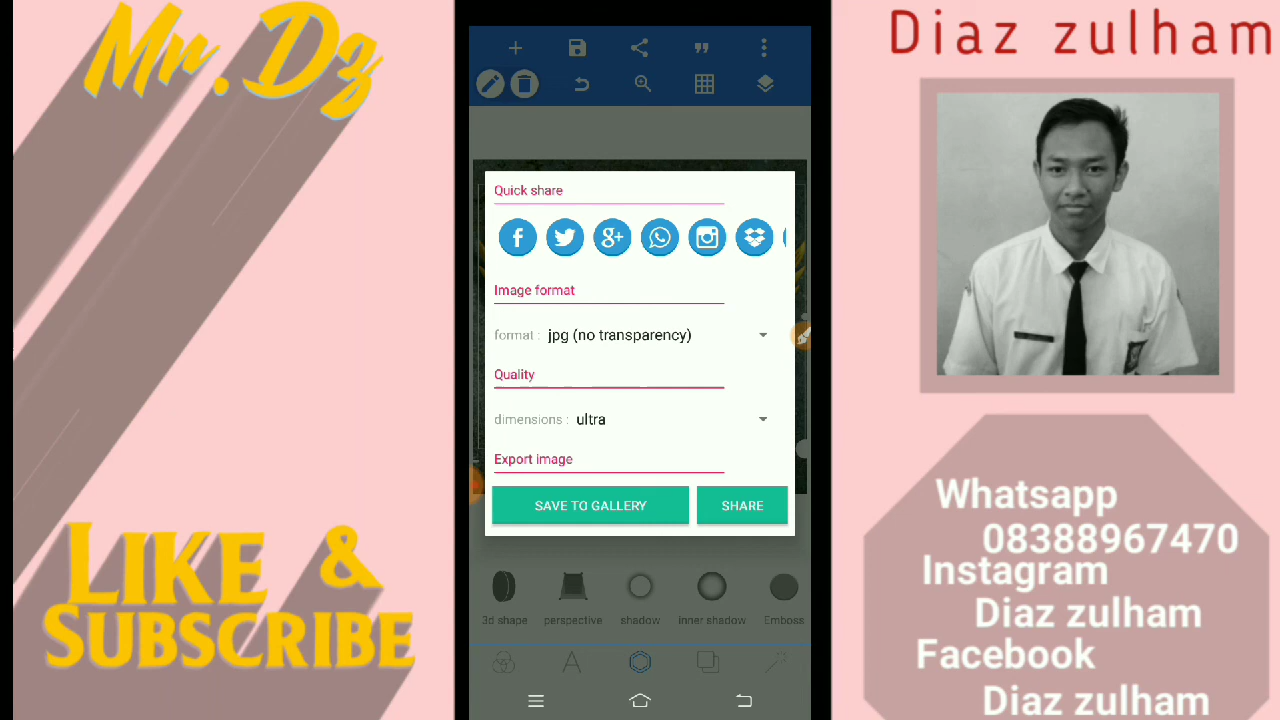 Mr.Dz
LIKE &
SUBSCRIBE
Quick share
Image format
format : jpg (no transparency)
Quality
dimensions : ultra
Export image
SAVE TO GALLERY
SHARE
3d shape
perspective
shadow
inner shadow
Emboss
Diaz zulham
Whatsapp
08388967470
Instagram
Diaz zulham
Facebook
Diaz zulham